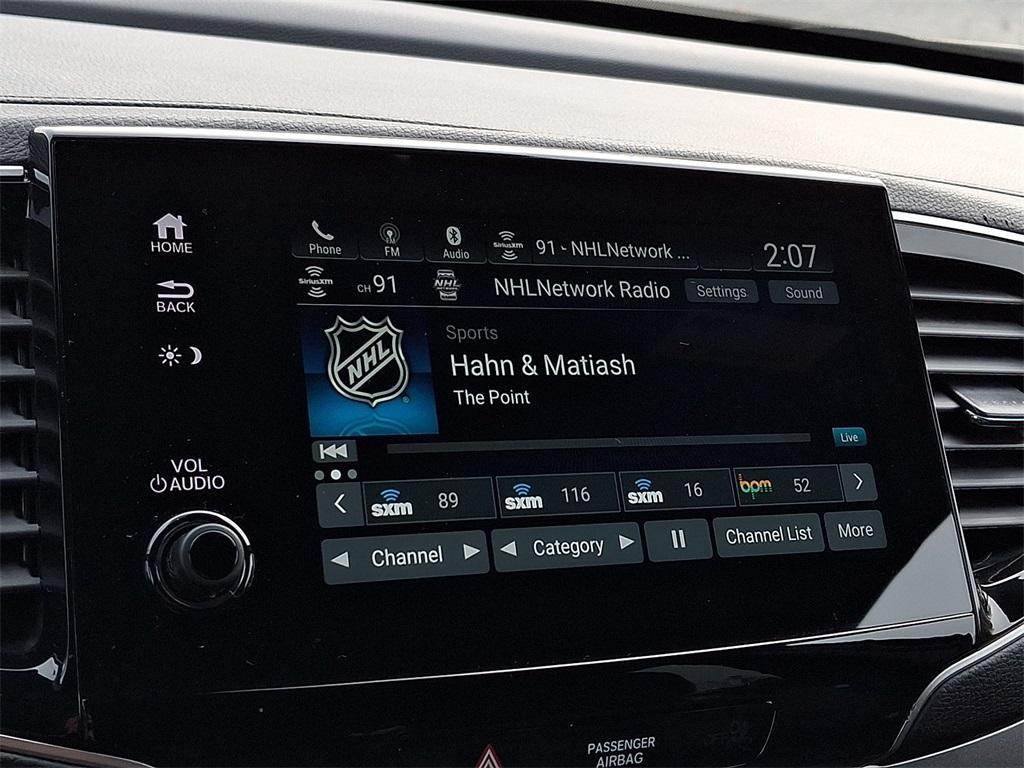 HOME
BACK
VOL
AUDIO
Phone
FM
Audio
SiriusXM
91 - NHLNetwork ...
2:07
SiriusXM
CH 91
NHL
NHLNetwork Radio
Settings
Sound
NHL
®
Sports
Hahn & Matiash
The Point
Live
sxm 89
sxm 116
sxm 16
bpm 52
Channel
Category
Channel List
More
PASSENGER
AIRBAG